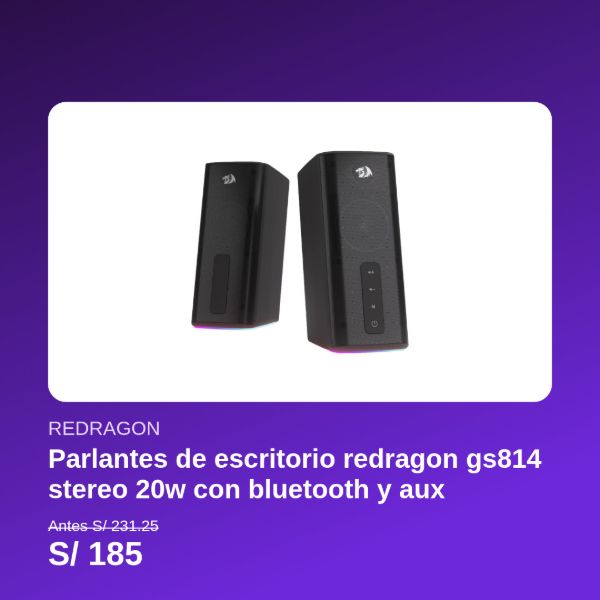 REDRAGON
Parlantes de escritorio redragon gs814
stereo 20w con bluetooth y aux
Antes S/ 231.25
S/ 185